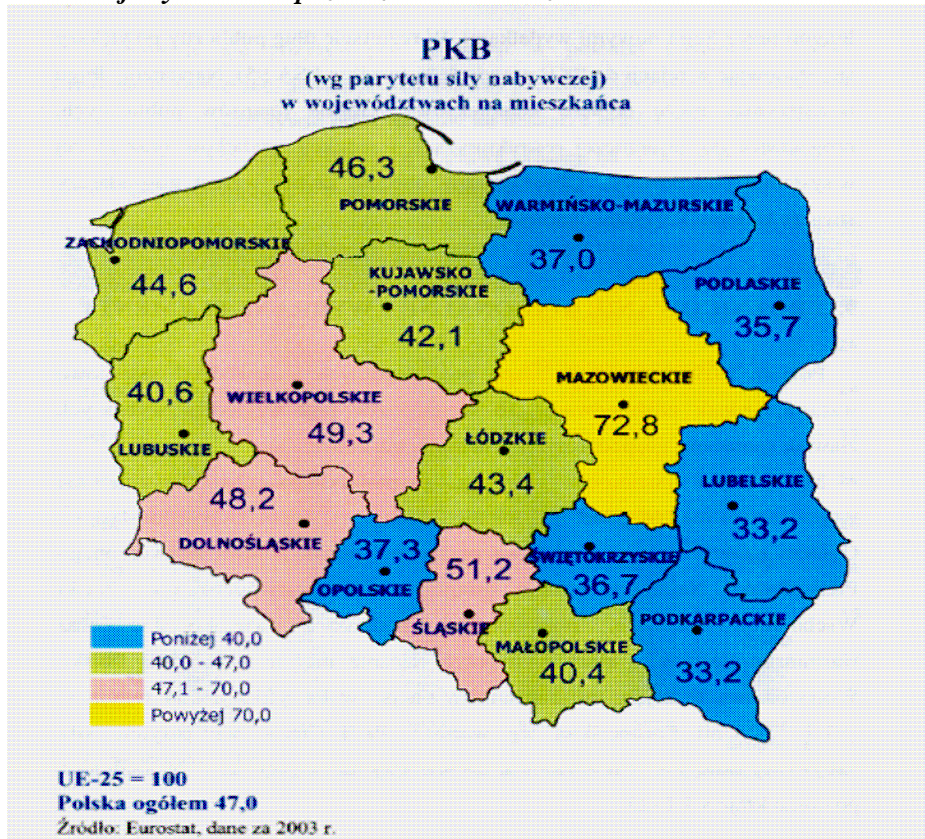 PKB
(wg parytetu siły nabywczej)
w województwach na mieszkańca
46,3
POMORSKIE
WARMIŃSKO-MAZURSKIE
37,0
ZACHODNIOPOMORSKIE
44,6
KUJAWSKO
-POMORSKIE
42,1
PODLASKIE
35,7
MAZOWIECKIE
72,8
40,6
LUBUSKIE
WIELKOPOLSKIE
49,3
ŁÓDZKIE
43,4
LUBELSKIE
33,2
48,2
DOLNOŚLĄSKIE
37,3
OPOLSKIE
51,2
ŚLĄSKIE
ŚWIĘTOKRZYSKIE
36,7
MAŁOPOLSKIE
40,4
PODKARPACKIE
33,2
Poniżej 40,0
40,0 - 47,0
47,1 - 70,0
Powyżej 70,0
UE-25 = 100
Polska ogółem 47,0
Źródło: Eurostat, dane za 2003 r.